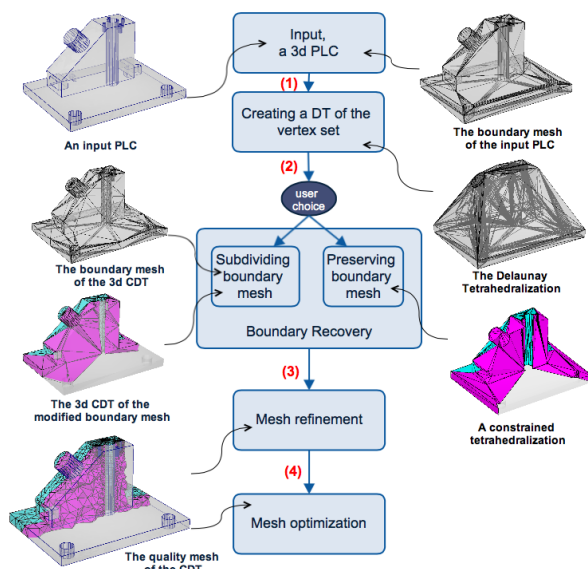 Input,
a 3d PLC
(1)
An input PLC
Creating a DT of the
vertex set
The boundary mesh
of the input PLC
(2)
user
choice
Subdividing
boundary
mesh
Preserving
boundary
mesh
The boundary mesh
of the 3d CDT
The Delaunay
Tetrahedralization
Boundary Recovery
(3)
The 3d CDT of the
modified boundary mesh
Mesh refinement
A constrained
tetrahedralization
(4)
Mesh optimization
The quality mesh
of the CDT